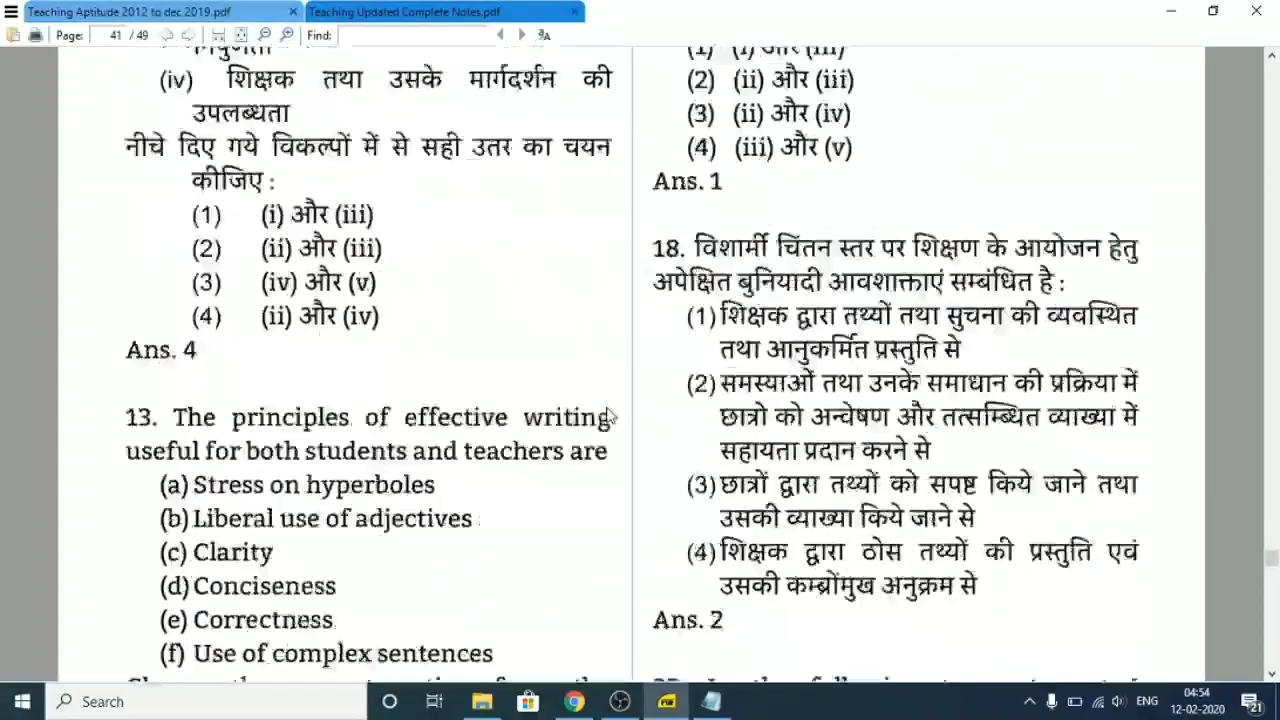 Teaching Aptitude 2012 to dec 2019.pdf
Teaching Updated Complete Notes.pdf
Page: 41 / 49
Find:
(iv) शिक्षक तथा उसके मार्गदर्शन की
उपलब्धता
नीचे दिए गये विकल्पों में से सही उतर का चयन
कीजिए :
(1) (i) और (iii)
(2) (ii) और (iii)
(3) (iv) और (v)
(4) (ii) और (iv)
Ans. 4
13. The principles of effective writing
useful for both students and teachers are
(a) Stress on hyperboles
(b) Liberal use of adjectives
(c) Clarity
(d) Conciseness
(e) Correctness
(f) Use of complex sentences
(1) (i) और (iii)
(2) (ii) और (iii)
(3) (ii) और (iv)
(4) (iii) और (v)
Ans. 1
18. विशार्मी चिंतन स्तर पर शिक्षण के आयोजन हेतु
अपेक्षित बुनियादी आवशाक्ताएं सम्बंधित है :
(1) शिक्षक द्वारा तथ्यों तथा सुचना की व्यवस्थित
तथा आनुकर्मित प्रस्तुति से
(2) समस्याओं तथा उनके समाधान की प्रक्रिया में
छात्रो को अन्वेषण और तत्सम्ब्धित व्याख्या में
सहायता प्रदान करने से
(3) छात्रों द्वारा तथ्यों को सपष्ट किये जाने तथा
उसकी व्याख्या किये जाने से
(4) शिक्षक द्वारा ठोस तथ्यों की प्रस्तुति एवं
उसकी कम्ब्रोंमुख अनुक्रम से
Ans. 2
Search
ENG
04:54
12-02-2020
21